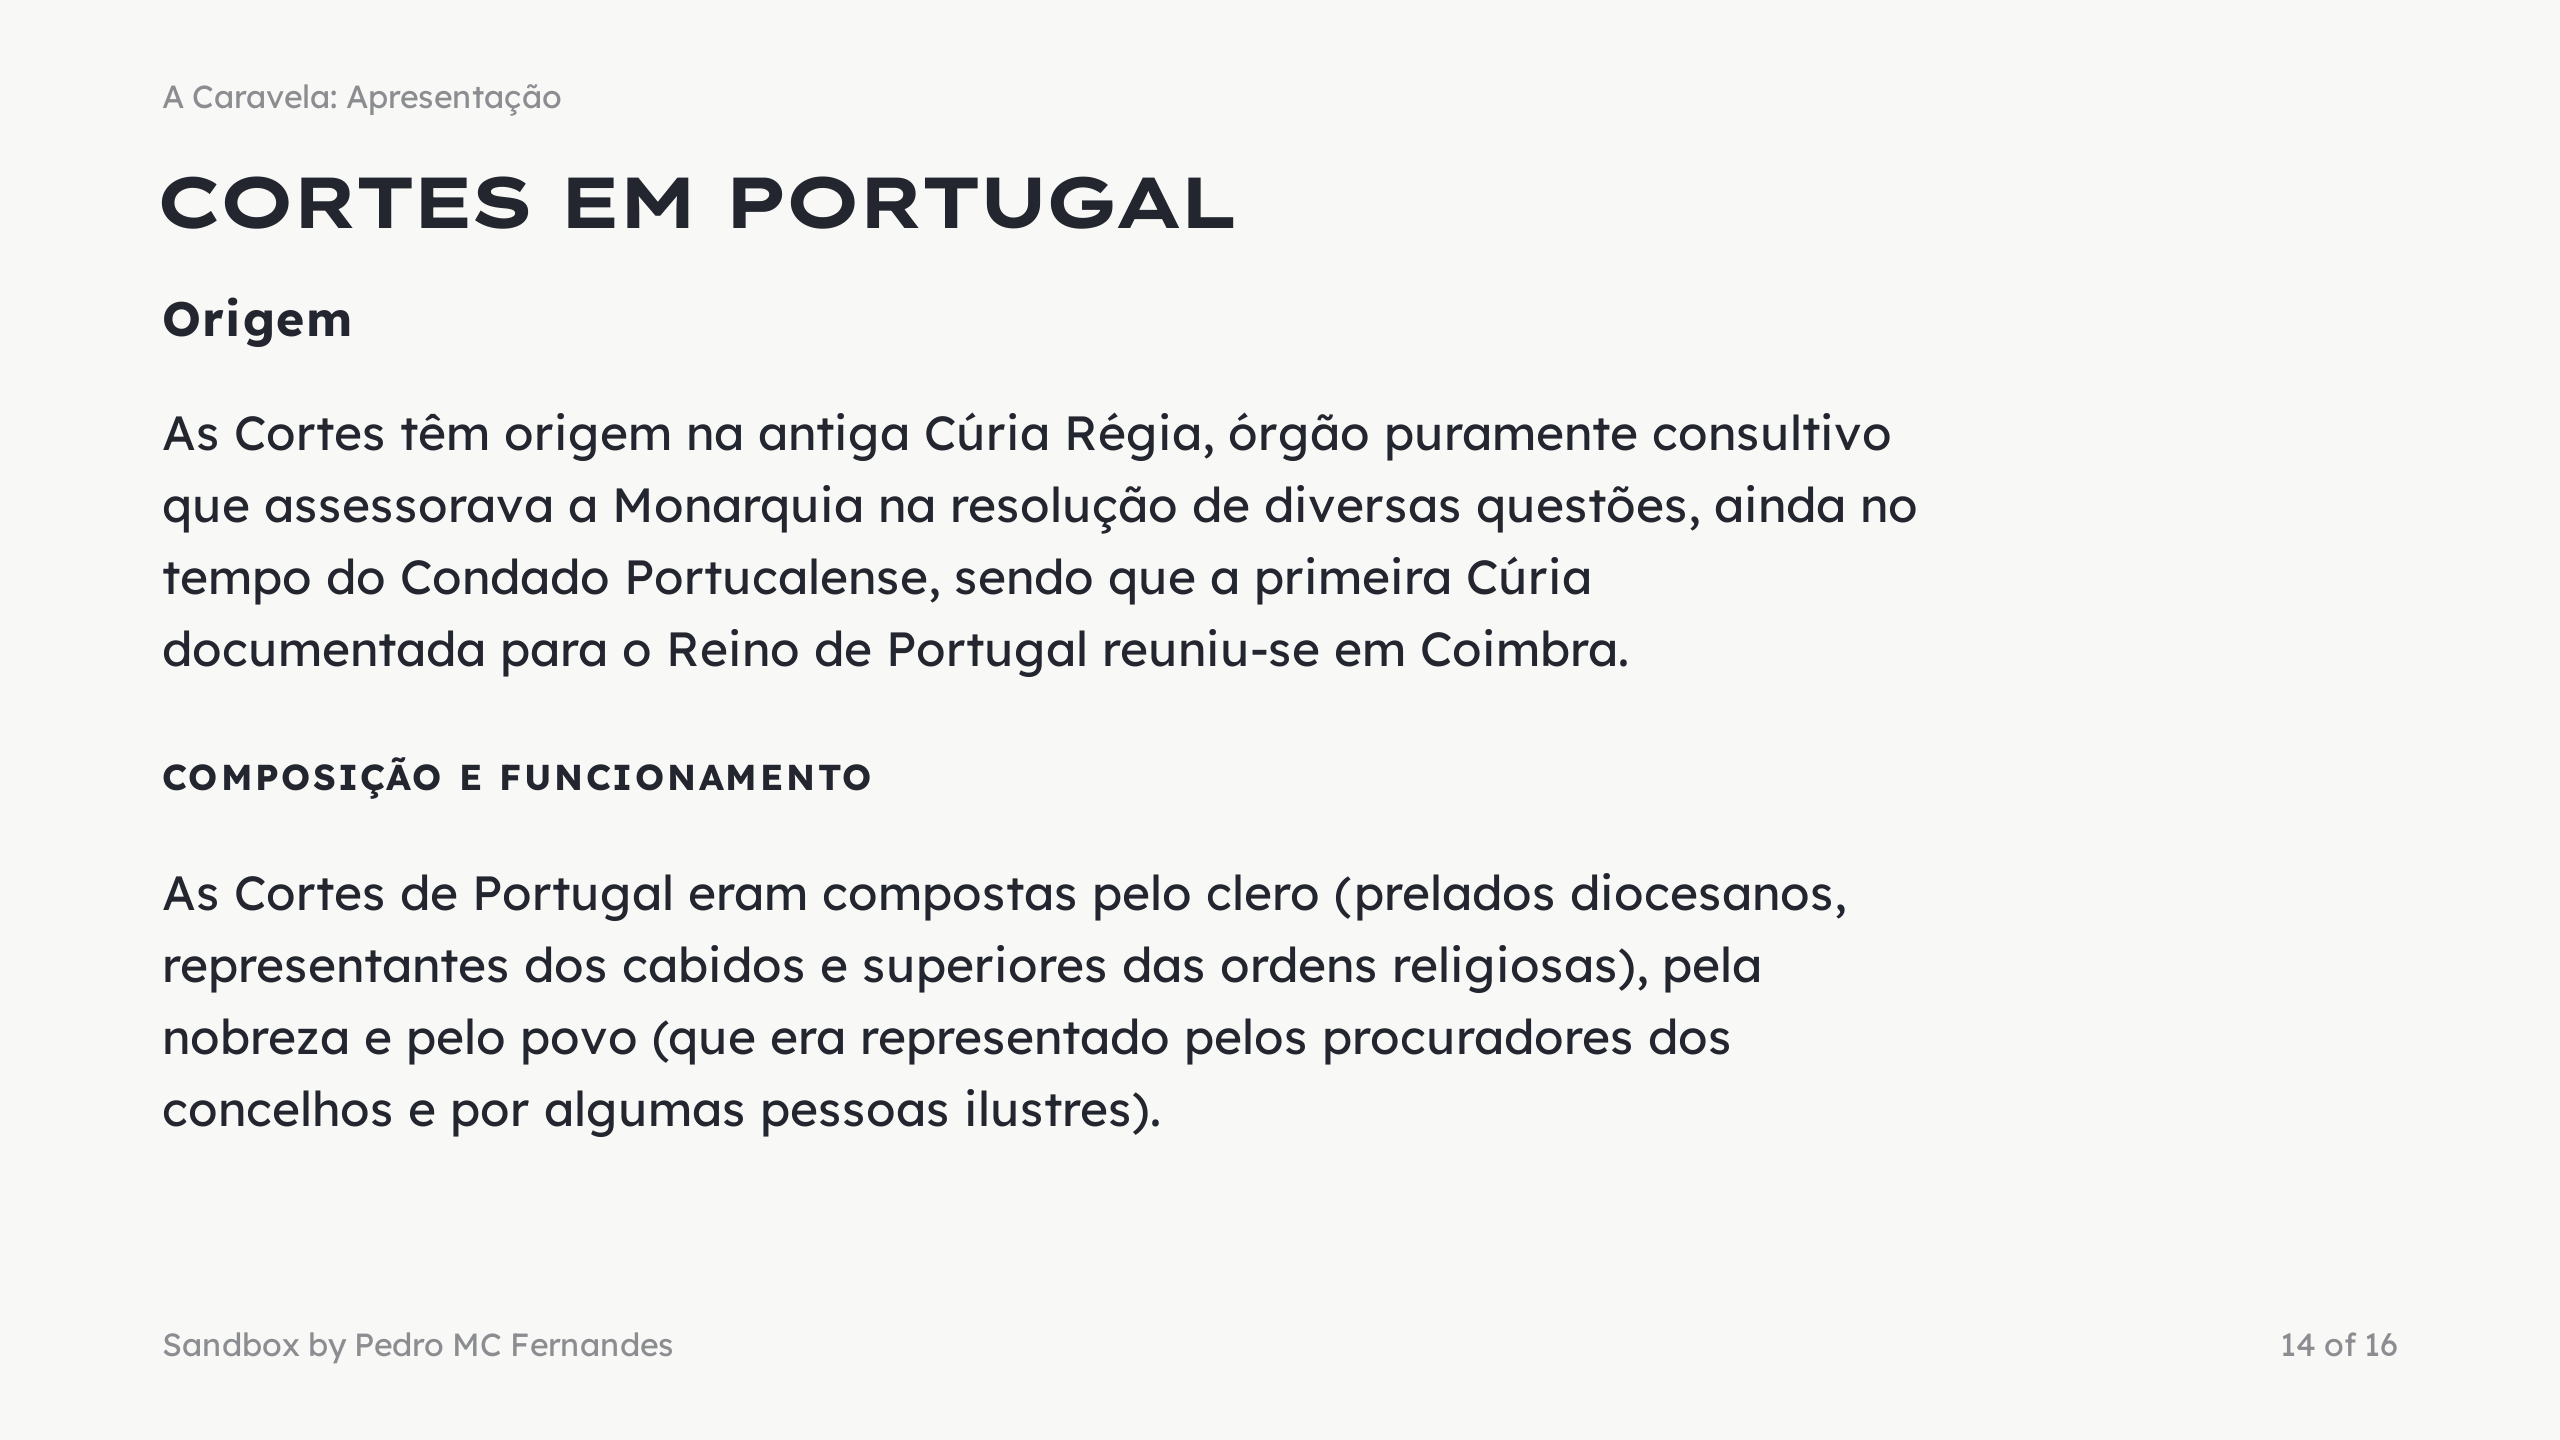 A Caravela: Apresentação
CORTES EM PORTUGAL
Origem
As Cortes têm origem na antiga Cúria Régia, órgão puramente consultivo
que assessorava a Monarquia na resolução de diversas questões, ainda no
tempo do Condado Portucalense, sendo que a primeira Cúria
documentada para o Reino de Portugal reuniu-se em Coimbra.
COMPOSIÇÃO E FUNCIONAMENTO
As Cortes de Portugal eram compostas pelo clero (prelados diocesanos,
representantes dos cabidos e superiores das ordens religiosas), pela
nobreza e pelo povo (que era representado pelos procuradores dos
concelhos e por algumas pessoas ilustres).
Sandbox by Pedro MC Fernandes
14 of 16